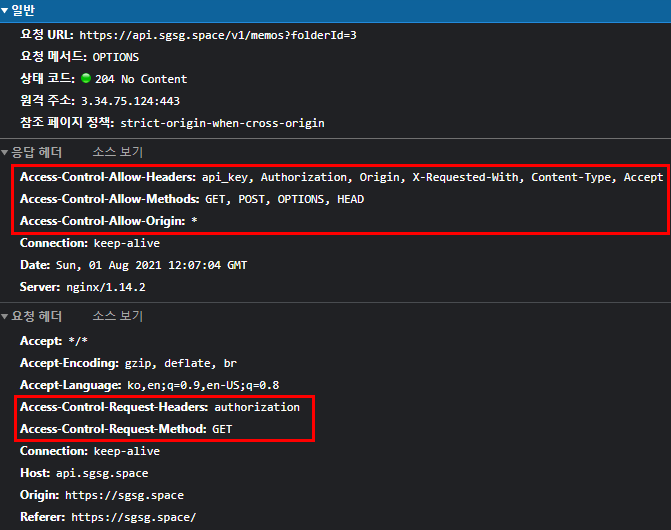 일반
요청 URL: https://api.sgsg.space/v1/memos?folderId=3
요청 메서드: OPTIONS
상태 코드: 204 No Content
원격 주소: 3.34.75.124:443
참조 페이지 정책: strict-origin-when-cross-origin
응답 헤더 소스 보기
Access-Control-Allow-Headers: api_key, Authorization, Origin, X-Requested-With, Content-Type, Accept
Access-Control-Allow-Methods: GET, POST, OPTIONS, HEAD
Access-Control-Allow-Origin: *
Connection: keep-alive
Date: Sun, 01 Aug 2021 12:07:04 GMT
Server: nginx/1.14.2
요청 헤더 소스 보기
Accept: */*
Accept-Encoding: gzip, deflate, br
Accept-Language: ko,en;q=0.9,en-US;q=0.8
Access-Control-Request-Headers: authorization
Access-Control-Request-Method: GET
Connection: keep-alive
Host: api.sgsg.space
Origin: https://sgsg.space
Referer: https://sgsg.space/